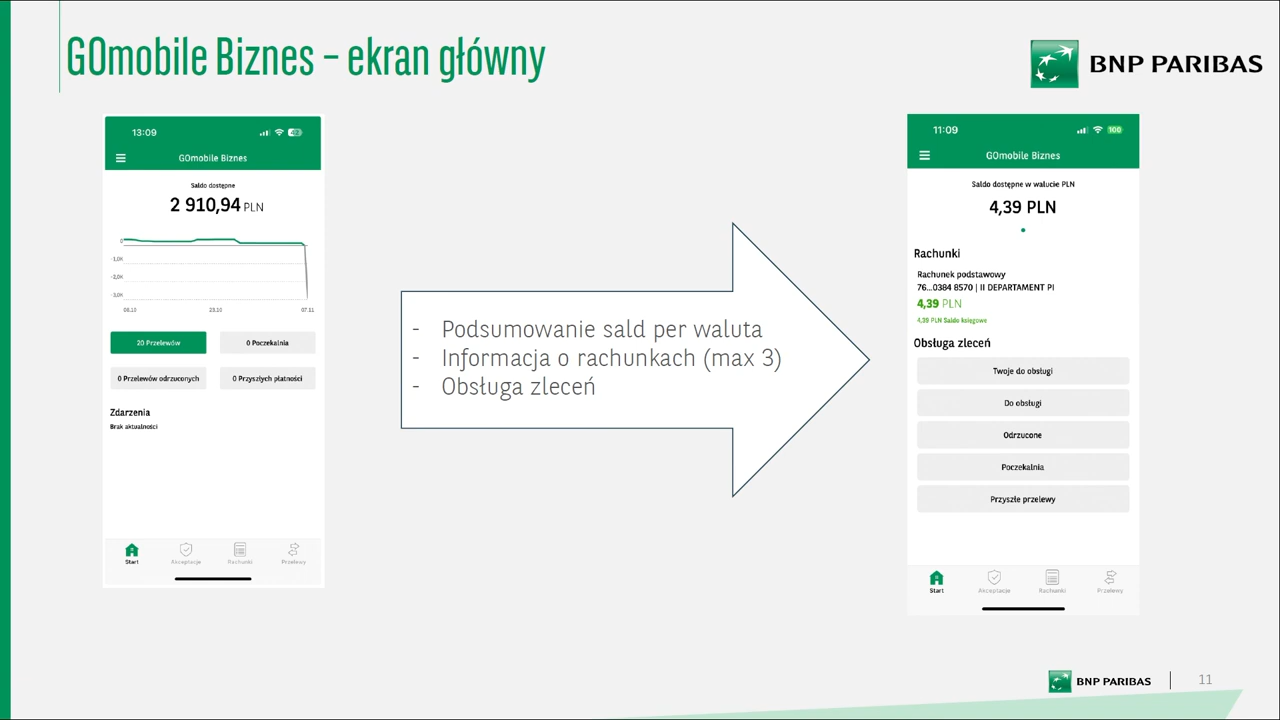 GOmobile Biznes – ekran główny
BNP PARIBAS
13:09
42
GOmobile Biznes
Saldo dostępne
2 910,94 PLN
0
-1,0K
-2,0K
-3,0K
08.10 23.10 07.11
20 Przelewów 0 Poczekalnia
0 Przelewów odrzuconych 0 Przyszłych płatności
Zdarzenia
Brak aktualności
Start Akceptacje Rachunki Przelewy
- Podsumowanie sald per waluta
- Informacja o rachunkach (max 3)
- Obsługa zleceń
11:09
100
GOmobile Biznes
Saldo dostępne w walucie PLN
4,39 PLN
Rachunki
Rachunek podstawowy
76...0384 8570 | II DEPARTAMENT PI
4,39 PLN
4,39 PLN Saldo księgowe
Obsługa zleceń
Twoje do obsługi
Do obsługi
Odrzucone
Poczekalnia
Przyszłe przelewy
Start Akceptacje Rachunki Przelewy
BNP PARIBAS
11